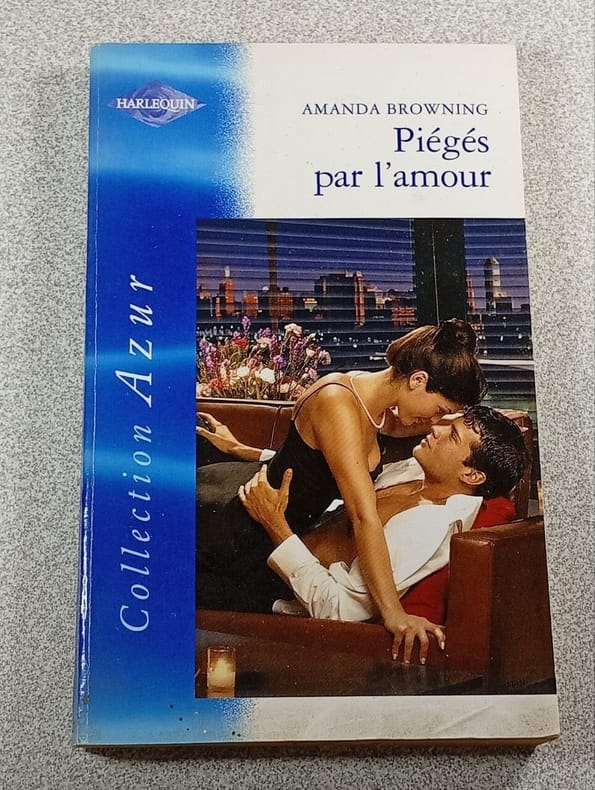 HARLEQUIN
AMANDA BROWNING
Piégés
par l'amour
Collection Azur